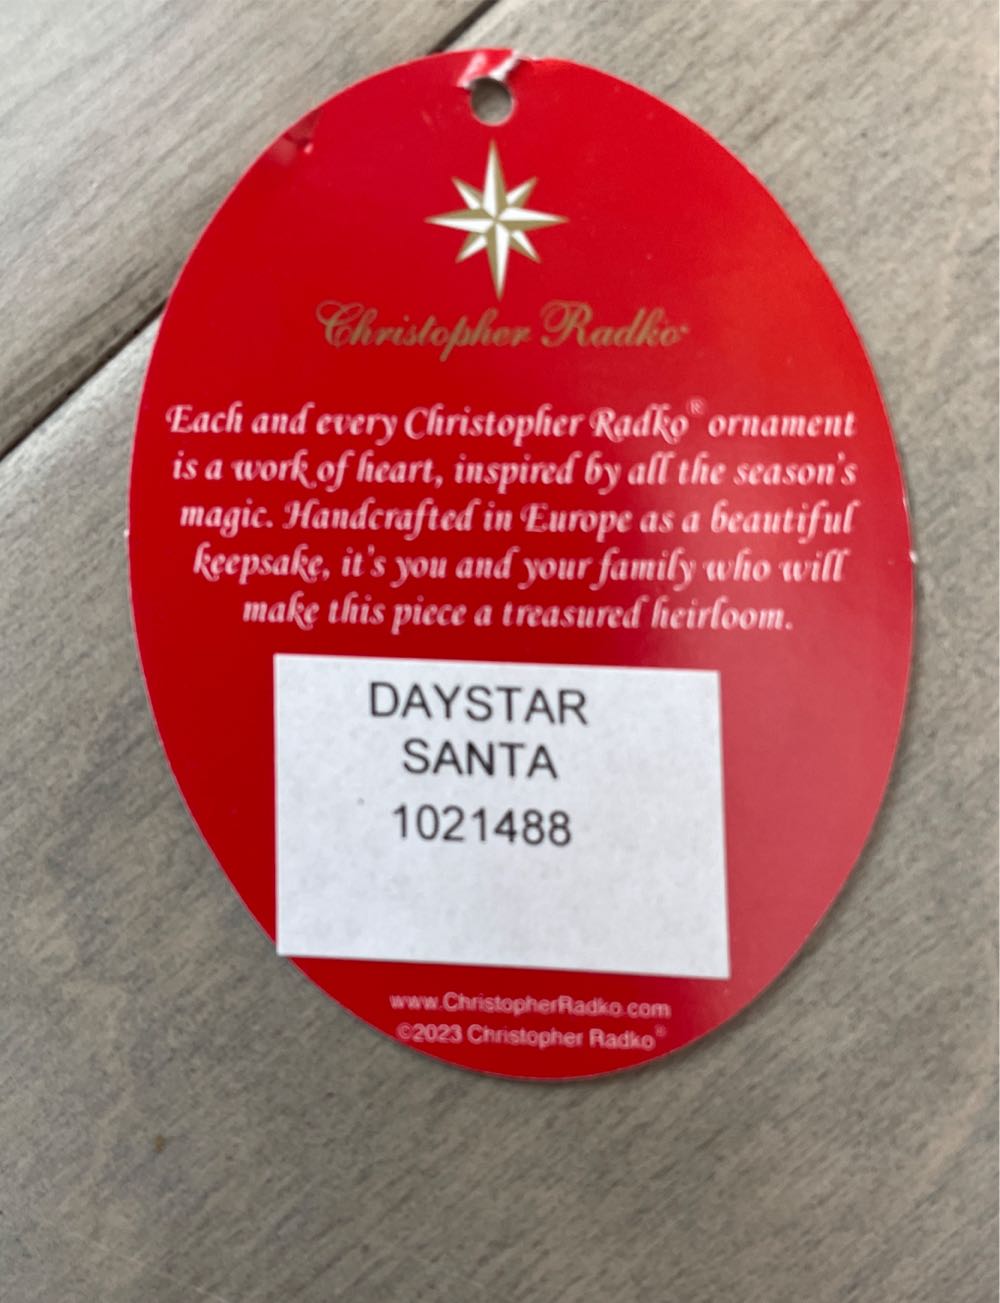 Christopher Radko
Each and every Christopher Radko® ornament
is a work of heart, inspired by all the season's
magic. Handcrafted in Europe as a beautiful
keepsake, it's you and your family who will
make this piece a treasured heirloom.
DAYSTAR
SANTA
1021488
www.ChristopherRadko.com
©2023 Christopher Radko®